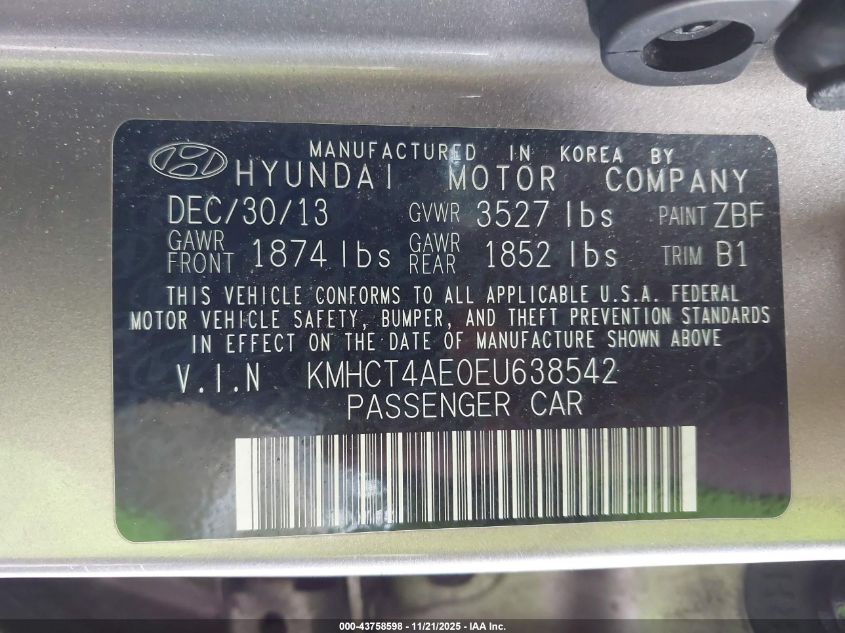 MANUFACTURED IN KOREA BY
HYUNDAI MOTOR COMPANY
DEC/30/13 GVWR 3527 lbs PAINT ZBF
GAWR FRONT 1874 lbs GAWR REAR 1852 lbs TRIM B1
THIS VEHICLE CONFORMS TO ALL APPLICABLE U.S.A. FEDERAL
MOTOR VEHICLE SAFETY, BUMPER, AND THEFT PREVENTION STANDARDS
IN EFFECT ON THE DATE OF MANUFACTURE SHOWN ABOVE
V.I.N KMHCT4AE0EU638542
PASSENGER CAR
000-43758598 - 11/21/2025 - IAA Inc.